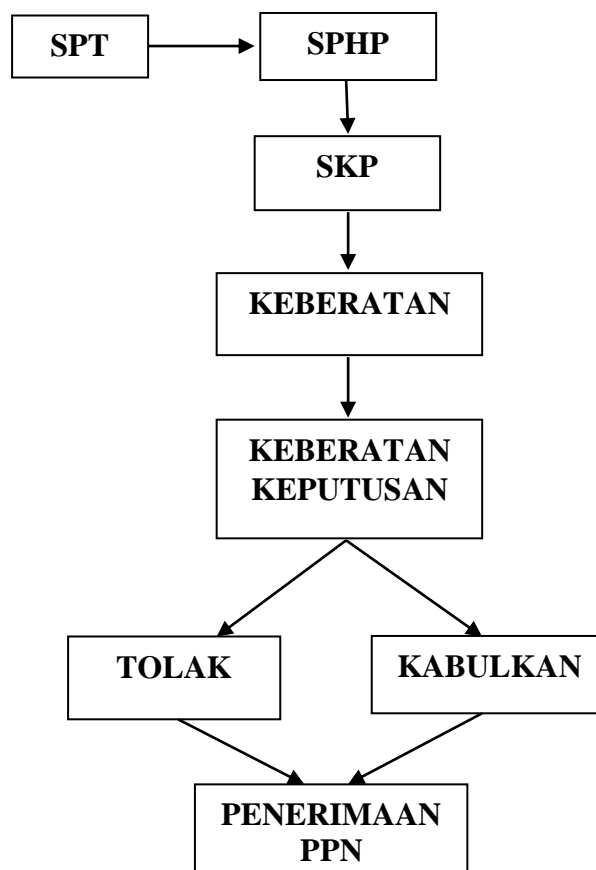 SPT
SPHP
SKP
KEBERATAN
KEBERATAN
KEPUTUSAN
TOLAK
KABULKAN
PENERIMAAN
PPN